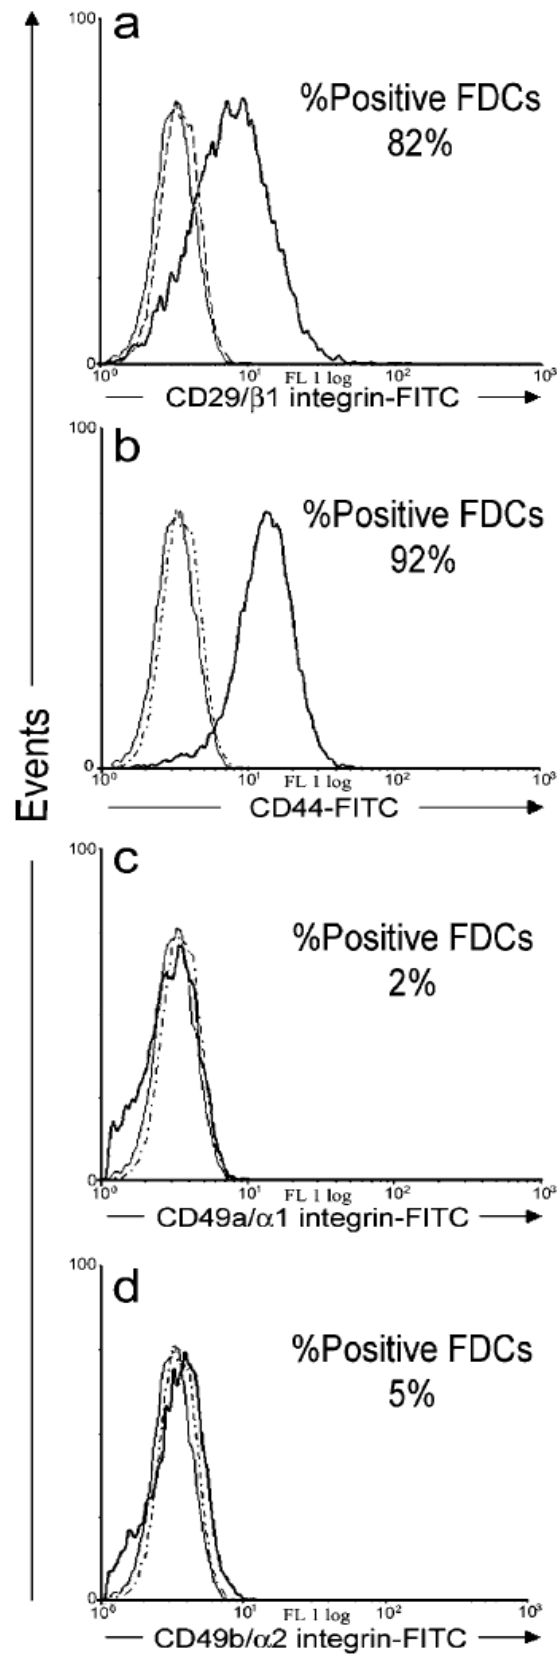 a
100
%Positive FDCs
82%
0
10⁰ 10¹ FL 1 log 10² 10³
CD29/β1 integrin-FITC
b
100
%Positive FDCs
92%
0
10⁰ 10¹ FL 1 log 10² 10³
CD44-FITC
Events
c
100
%Positive FDCs
2%
0
10⁰ 10¹ FL 1 log 10² 10³
CD49a/α1 integrin-FITC
d
100
%Positive FDCs
5%
0
10⁰ 10¹ FL 1 log 10² 10³
CD49b/α2 integrin-FITC